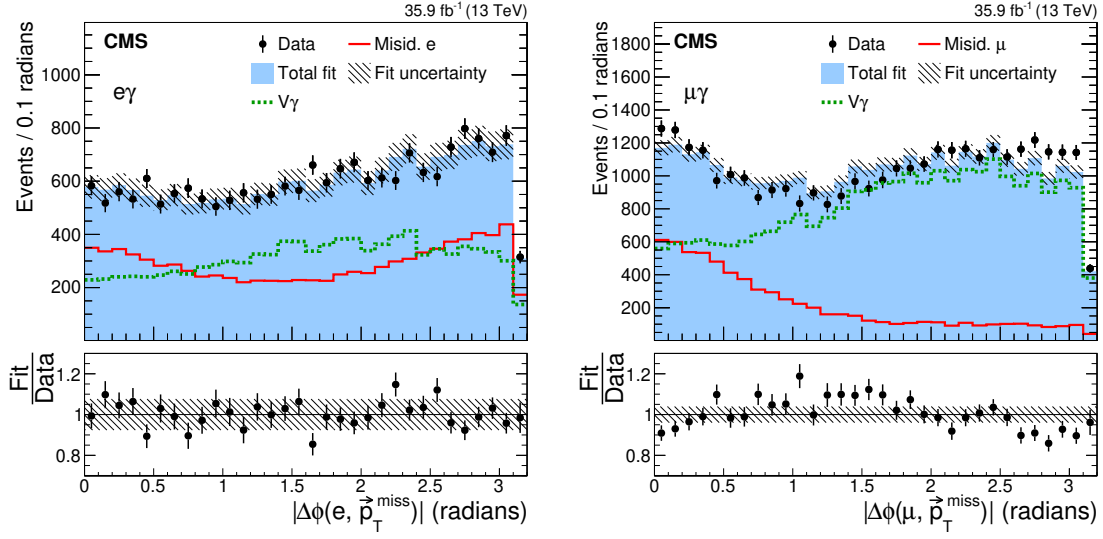 35.9 fb⁻¹ (13 TeV)
CMS
Data
Misid. e
Total fit
Fit uncertainty
Vγ
eγ
Events / 0.1 radians
1000
800
600
400
200
Fit
Data
1.2
1
0.8
0 0.5 1 1.5 2 2.5 3
|Δϕ(e, p⃗_T^miss)| (radians)
35.9 fb⁻¹ (13 TeV)
CMS
Data
Misid. μ
Total fit
Fit uncertainty
Vγ
μγ
Events / 0.1 radians
1800
1600
1400
1200
1000
800
600
400
200
Fit
Data
1.2
1
0.8
0 0.5 1 1.5 2 2.5 3
|Δϕ(μ, p⃗_T^miss)| (radians)